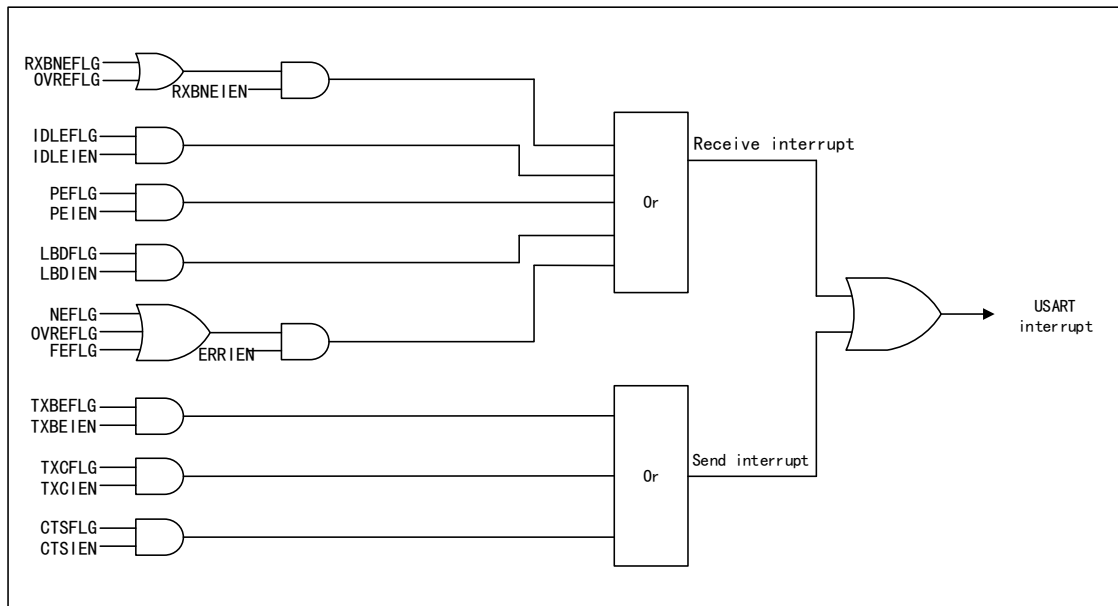 RXBNEFLG
OVREFLG
RXBNEIEN
IDLEFLG
IDLEIEN
PEFLG
PEIEN
LBDFLG
LBDIEN
NEFLG
OVREFLG
FEFLG
ERRIEN
Or
Receive interrupt
TXBEFLG
TXBEIEN
TXCFLG
TXCIEN
CTSFLG
CTSIEN
Or
Send interrupt
USART
interrupt